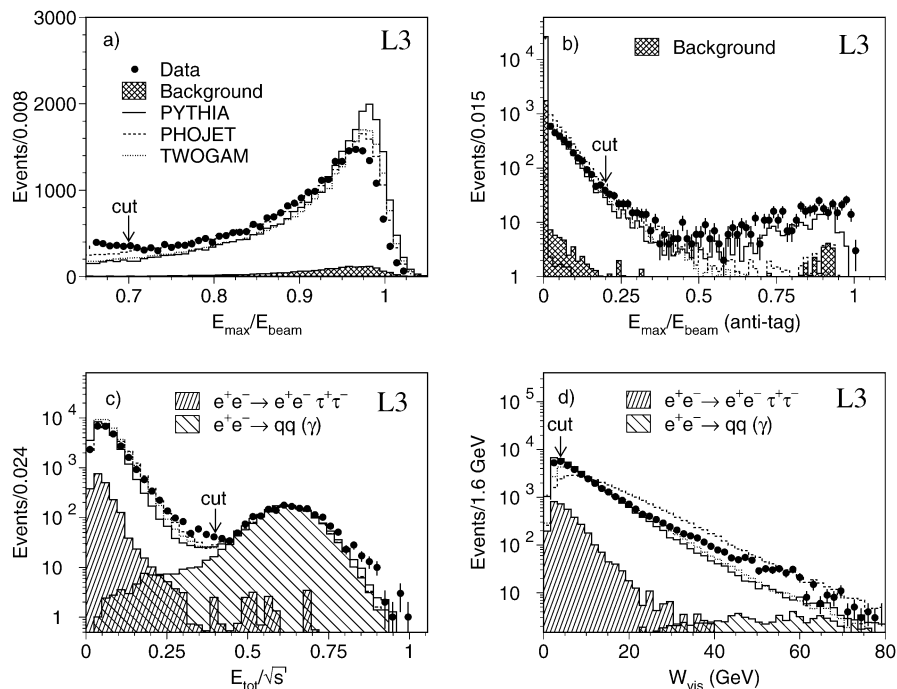 a)
L3
Data
Background
PYTHIA
PHOJET
TWOGAM
cut
Events/0.008
3000
2000
1000
0
0.7 0.8 0.9 1
E_max/E_beam
b)
L3
Background
cut
Events/0.015
10^4
10^3
10^2
10
1
0 0.25 0.5 0.75 1
E_max/E_beam (anti-tag)
c)
L3
e^+e^-→ e^+e^- τ^+τ^-
e^+e^-→ qq (γ)
cut
Events/0.024
10^4
10^3
10^2
10
1
0 0.25 0.5 0.75 1
E_tot/√s
d)
L3
e^+e^-→ e^+e^- τ^+τ^-
e^+e^-→ qq (γ)
cut
Events/1.6 GeV
10^5
10^4
10^3
10^2
10
0 20 40 60 80
W_vis (GeV)